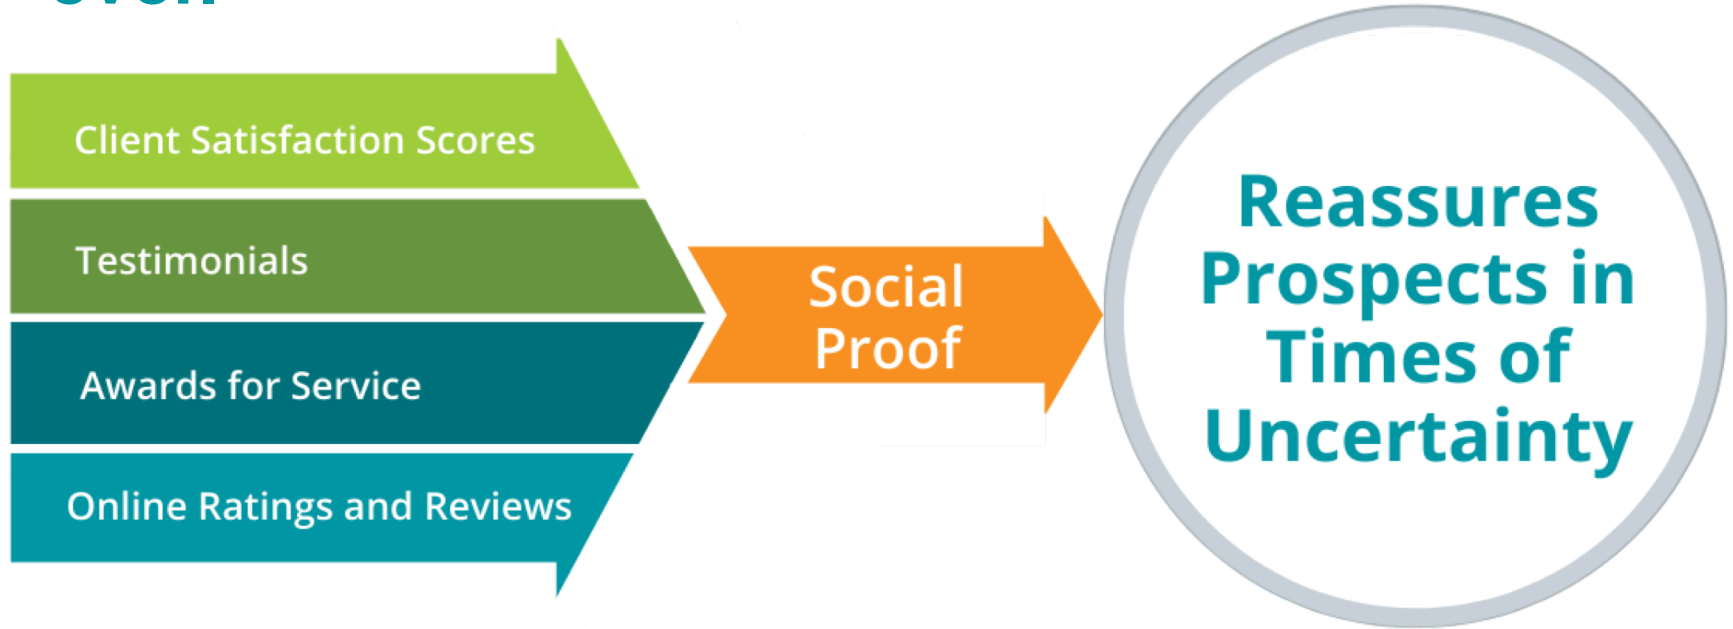 Client Satisfaction Scores
Testimonials
Awards for Service
Online Ratings and Reviews
Social
Proof
Reassures
Prospects in
Times of
Uncertainty